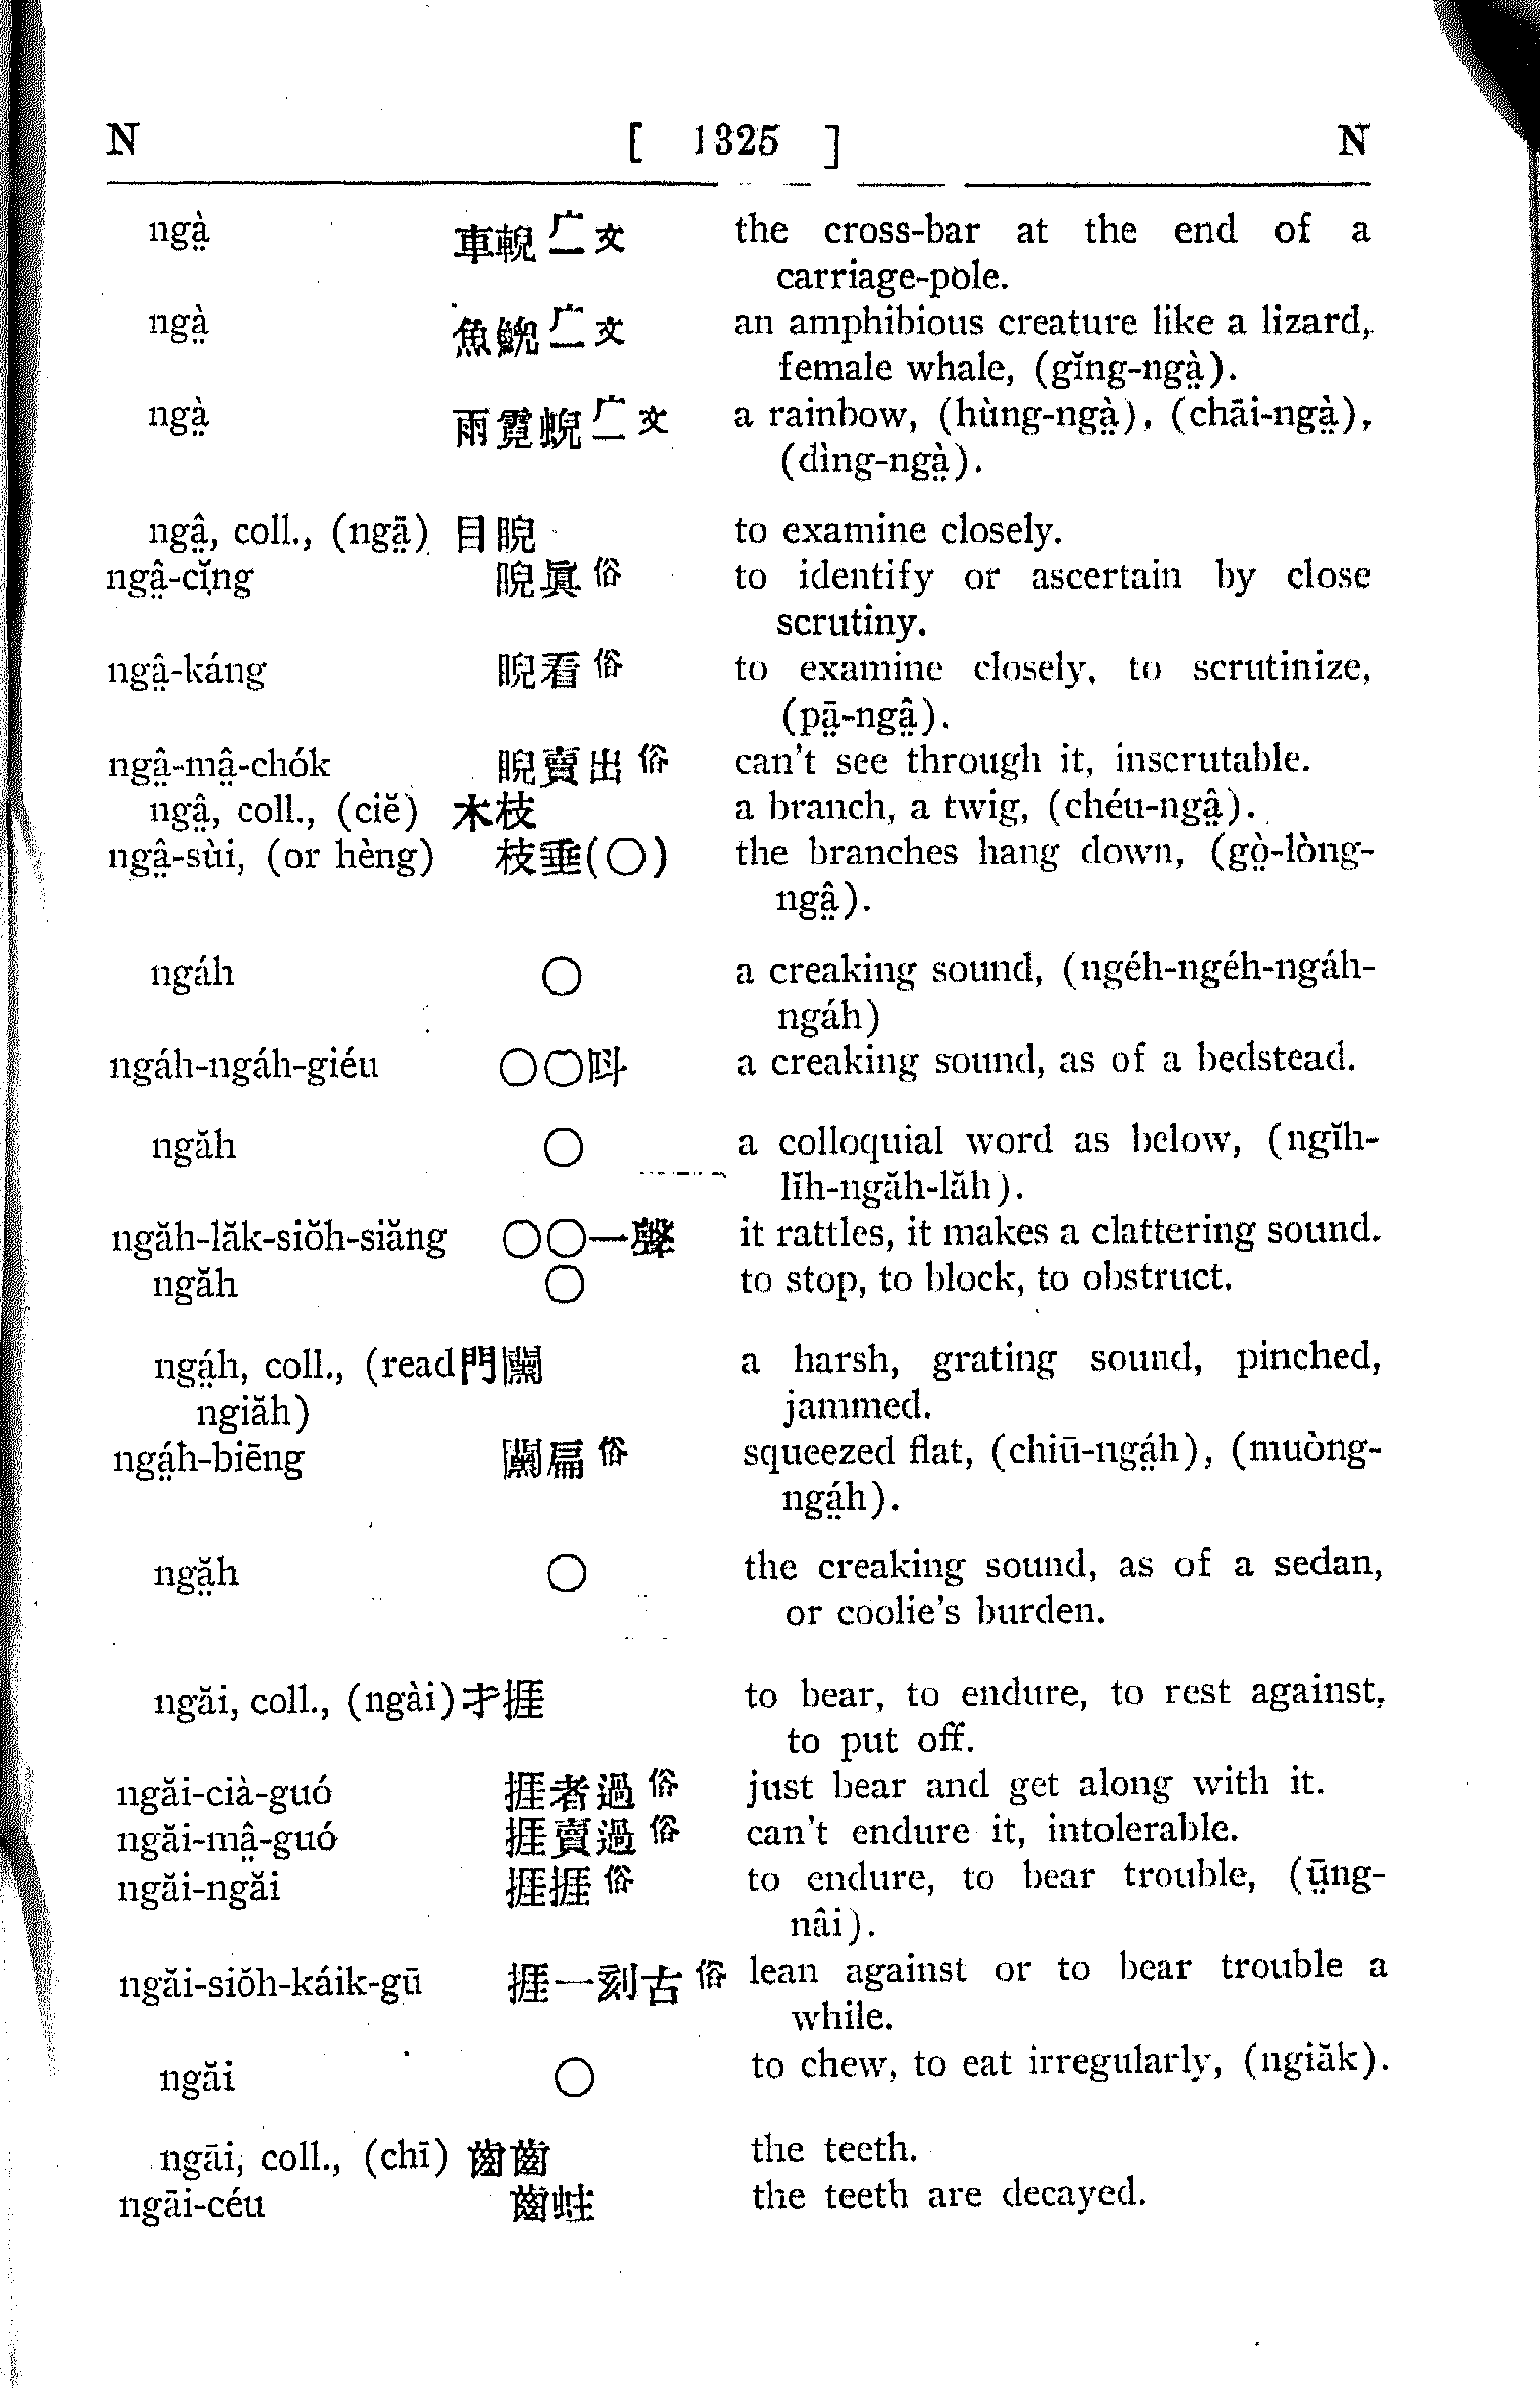 N [ 1325 ] N
ngà̤ 車輗⺁二文 the cross-bar at the end of a
carriage-pole.
ngà̤ 魚鯢⺁二文 an amphibious creature like a lizard,
female whale, (gĭng-ngà̤).
ngà̤ 雨霓蜺⺁二文 a rainbow, (hùng-ngà̤), (chāi-ngà̤),
(dìng-ngà̤).
ngâ̤, coll., (ngā̤) 目睨 to examine closely.
ngâ̤-cĭng 睨眞俗 to identify or ascertain by close
scrutiny.
ngâ̤-káng 睨看俗 to examine closely, to scrutinize,
(pā̤-ngâ̤).
ngâ̤-mâ̤-chók 睨賣出俗 can't see through it, inscrutable.
ngâ̤, coll., (ciĕ) 木枝 a branch, a twig, (chéu-ngâ̤).
ngâ̤-sùi, (or hèng) 枝垂(〇) the branches hang down, (gò̤-lòng-
ngâ̤).
ngáh 〇 a creaking sound, (ngéh-ngéh-ngáh-
ngáh)
ngáh-ngáh-giéu 〇〇呌 a creaking sound, as of a bedstead.
ngăh 〇 a colloquial word as below, (ngĭh-
lĭh-ngăh-lăh).
ngăh-lăk-siŏh-siăng 〇〇一聲 it rattles, it makes a clattering sound.
ngăh 〇 to stop, to block, to obstruct.
ngá̤h, coll., (read 門 a harsh, grating sound, pinched,
ngiăh) jammed.
ngá̤h-biēng 扁俗 squeezed flat, (chiū-ngá̤h), (muòng-
ngá̤h).
ngă̤h 〇 the creaking sound, as of a sedan,
or coolie's burden.
ngăi, coll., (ngài) 才捱 to bear, to endure, to rest against,
to put off.
ngăi-cià-guó 捱者過俗 just bear and get along with it.
ngăi-mâ̤-guó 捱賣過俗 can't endure it, intolerable.
ngăi-ngăi 捱捱俗 to endure, to bear trouble, (ṳ̄ng-
nâi).
ngăi-siŏh-káik-gū 捱一刻古俗 lean against or to bear trouble a
while.
ngăi 〇 to chew, to eat irregularly, (ngiăk).
ngāi, coll., (chī) 齒齒 the teeth.
ngāi-céu 齒蛀 the teeth are decayed.